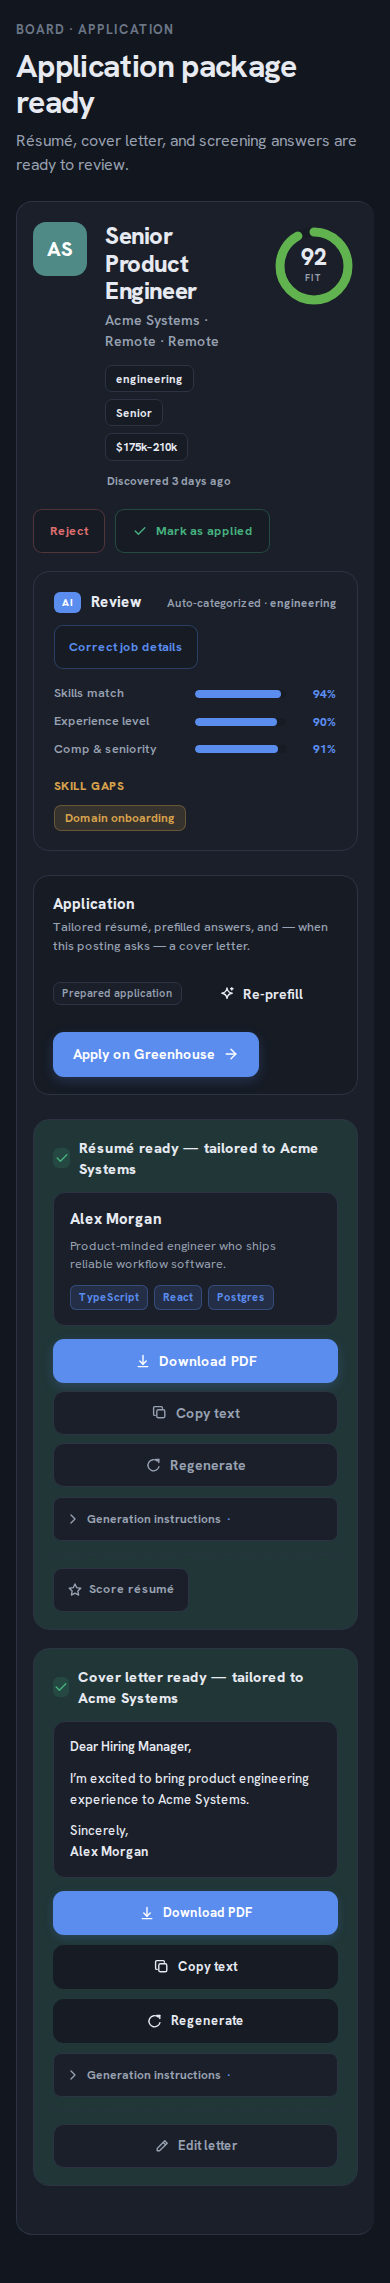 BOARD · APPLICATION
Application package
ready
Résumé, cover letter, and screening answers are
ready to review.
AS
Senior
Product
Engineer
92
FIT
Acme Systems ·
Remote · Remote
engineering
Senior
$175k–210k
Discovered 3 days ago
Reject
Mark as applied
AI Review Auto-categorized · engineering
Correct job details
Skills match 94%
Experience level 90%
Comp & seniority 91%
SKILL GAPS
Domain onboarding
Application
Tailored résumé, prefilled answers, and — when
this posting asks — a cover letter.
Prepared application Re-prefill
Apply on Greenhouse
Résumé ready — tailored to Acme
Systems
Alex Morgan
Product-minded engineer who ships
reliable workflow software.
TypeScript React Postgres
Download PDF
Copy text
Regenerate
Generation instructions ·
Score résumé
Cover letter ready — tailored to
Acme Systems
Dear Hiring Manager,
I'm excited to bring product engineering
experience to Acme Systems.
Sincerely,
Alex Morgan
Download PDF
Copy text
Regenerate
Generation instructions ·
Edit letter